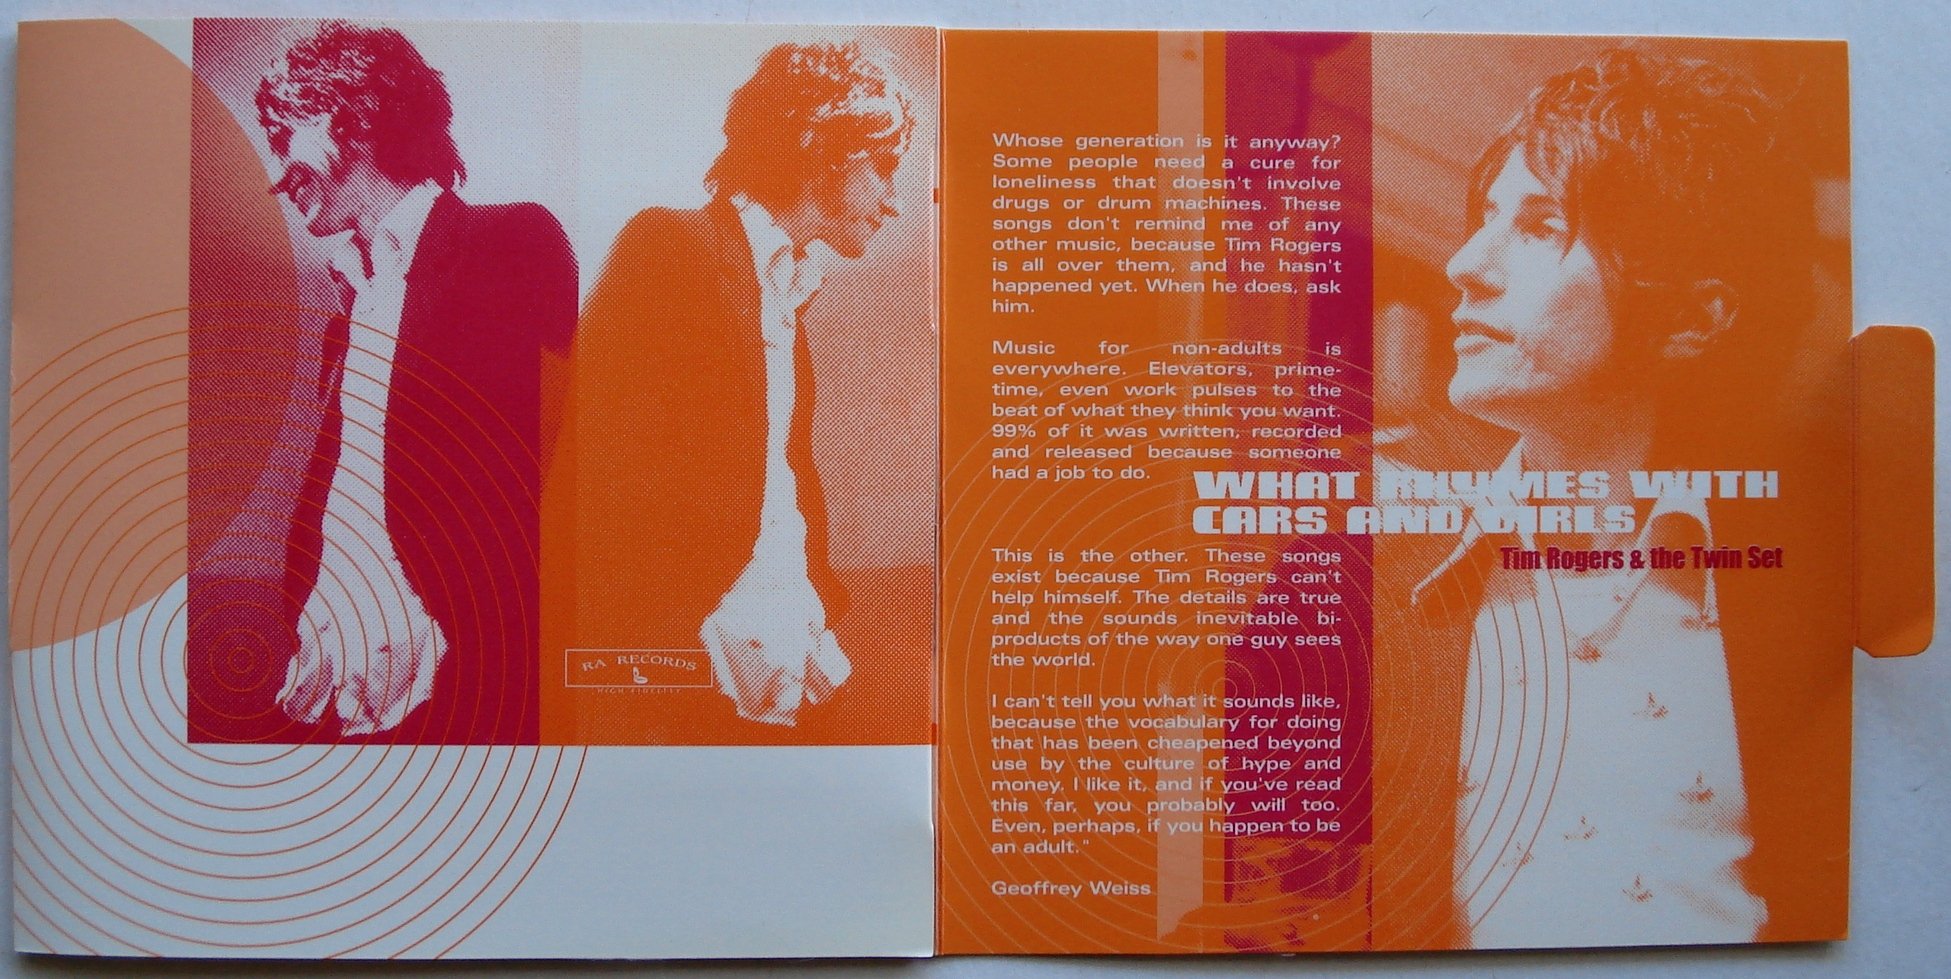 RA RECORDS
HIGH FIDELITY
Whose generation is it anyway?
Some people need a cure for
loneliness that doesn't involve
drugs or drum machines. These
songs don't remind me of any
other music, because Tim Rogers
is all over them, and he hasn't
happened yet. When he does, ask
him.
Music for non-adults is
everywhere. Elevators, prime-
time, even work pulses to the
beat of what they think you want.
99% of it was written, recorded
and released because someone
had a job to do.
WHAT RHYMES WITH
CARS AND GIRLS
Tim Rogers & the Twin Set
This is the other. These songs
exist because Tim Rogers can't
help himself. The details are true
and the sounds inevitable bi-
products of the way one guy sees
the world.
I can't tell you what it sounds like,
because the vocabulary for doing
that has been cheapened beyond
use by the culture of hype and
money. I like it, and if you've read
this far, you probably will too.
Even, perhaps, if you happen to be
an adult."
Geoffrey Weiss